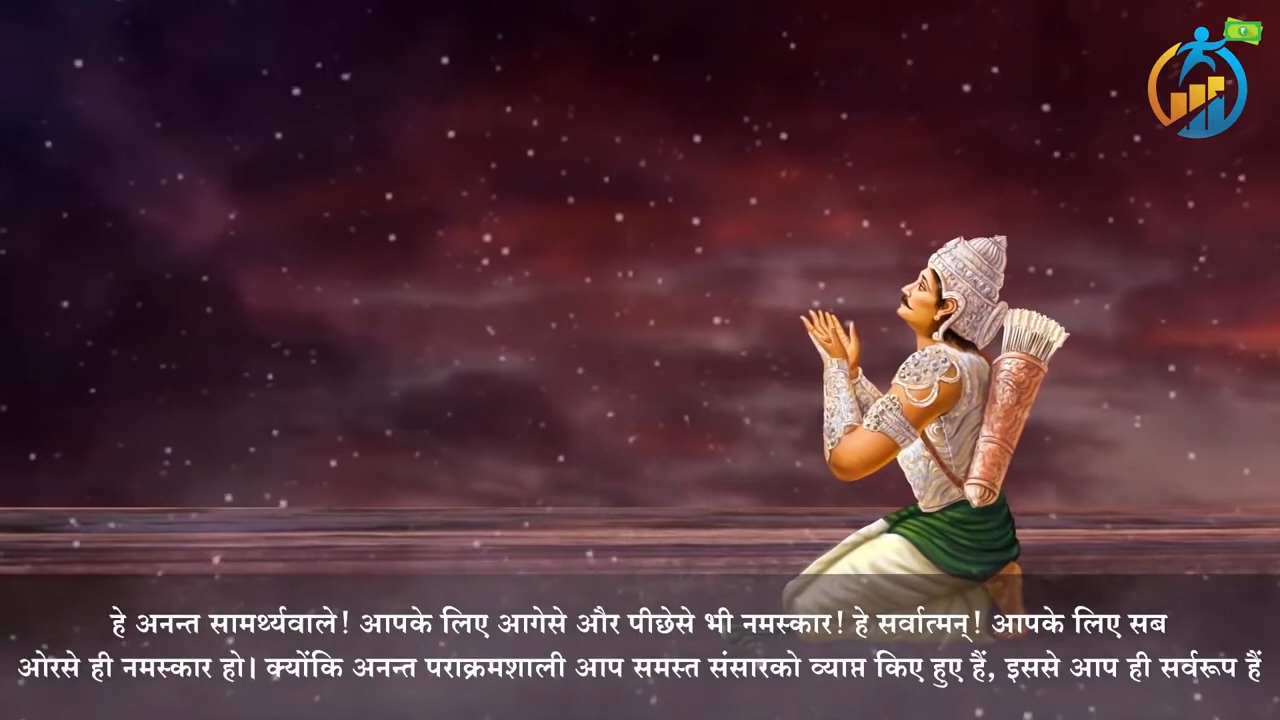 हे अनन्त सामर्थ्यवाले! आपके लिए आगेसे और पीछेसे भी नमस्कार! हे सर्वात्मन्! आपके लिए सब
ओरसे ही नमस्कार हो। क्योंकि अनन्त पराक्रमशाली आप समस्त संसारको व्याप्त किए हुए हैं, इससे आप ही सर्वरूप हैं